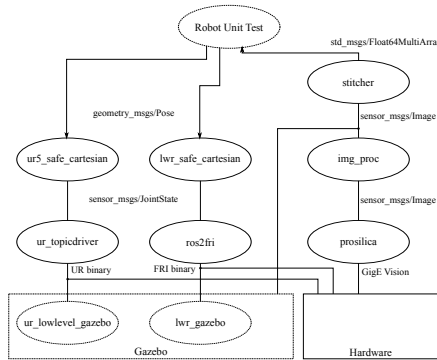 Robot Unit Test
std_msgs/Float64MultiArra
stitcher
geometry_msgs/Pose
sensor_msgs/Image
ur5_safe_cartesian
lwr_safe_cartesian
img_proc
sensor_msgs/JointState
sensor_msgs/Image
ur_topicdriver
ros2fri
prosilica
UR binary
FRI binary
GigE Vision
ur_lowlevel_gazebo
lwr_gazebo
Gazebo
Hardware